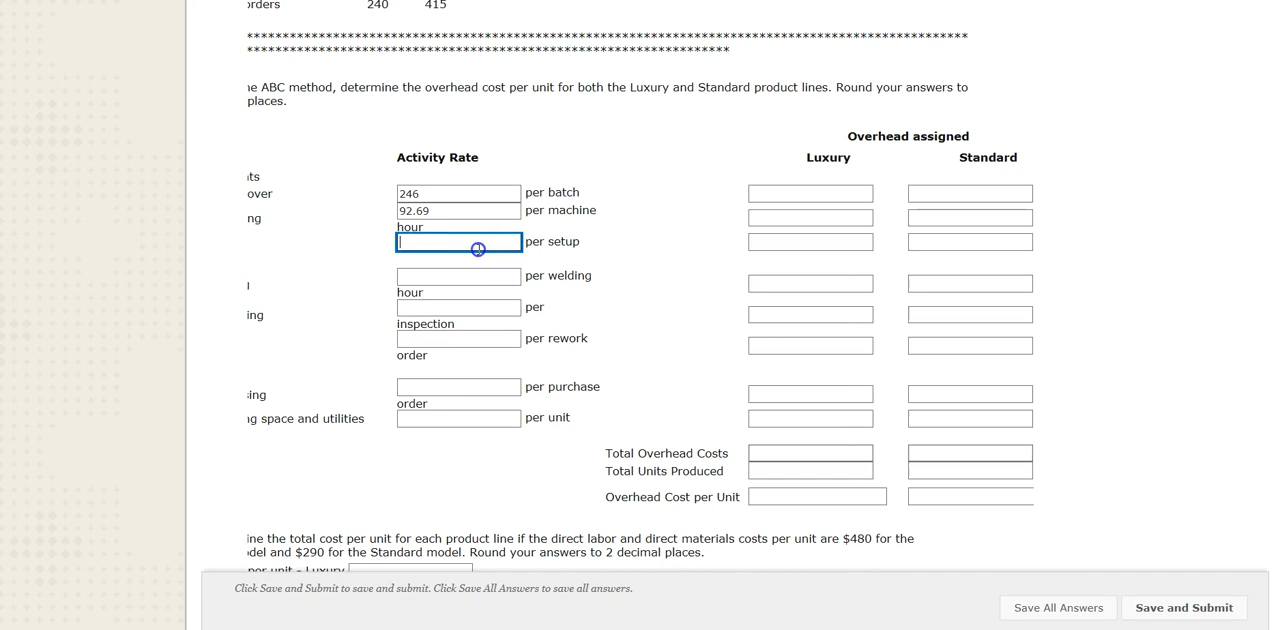 orders 240 415
*******************************************************************************************************
*********************************************************************
he ABC method, determine the overhead cost per unit for both the Luxury and Standard product lines. Round your answers to
places.
Overhead assigned
Activity Rate Luxury Standard
ts
over 246 per batch
ng 92.69 per machine
hour
per setup
per welding
l hour
ing per
inspection
per rework
order
sing per purchase
order
ng space and utilities per unit
Total Overhead Costs
Total Units Produced
Overhead Cost per Unit
ine the total cost per unit for each product line if the direct labor and direct materials costs per unit are $480 for the
del and $290 for the Standard model. Round your answers to 2 decimal places.
per unit - Luxury
Click Save and Submit to save and submit. Click Save All Answers to save all answers.
Save All Answers Save and Submit